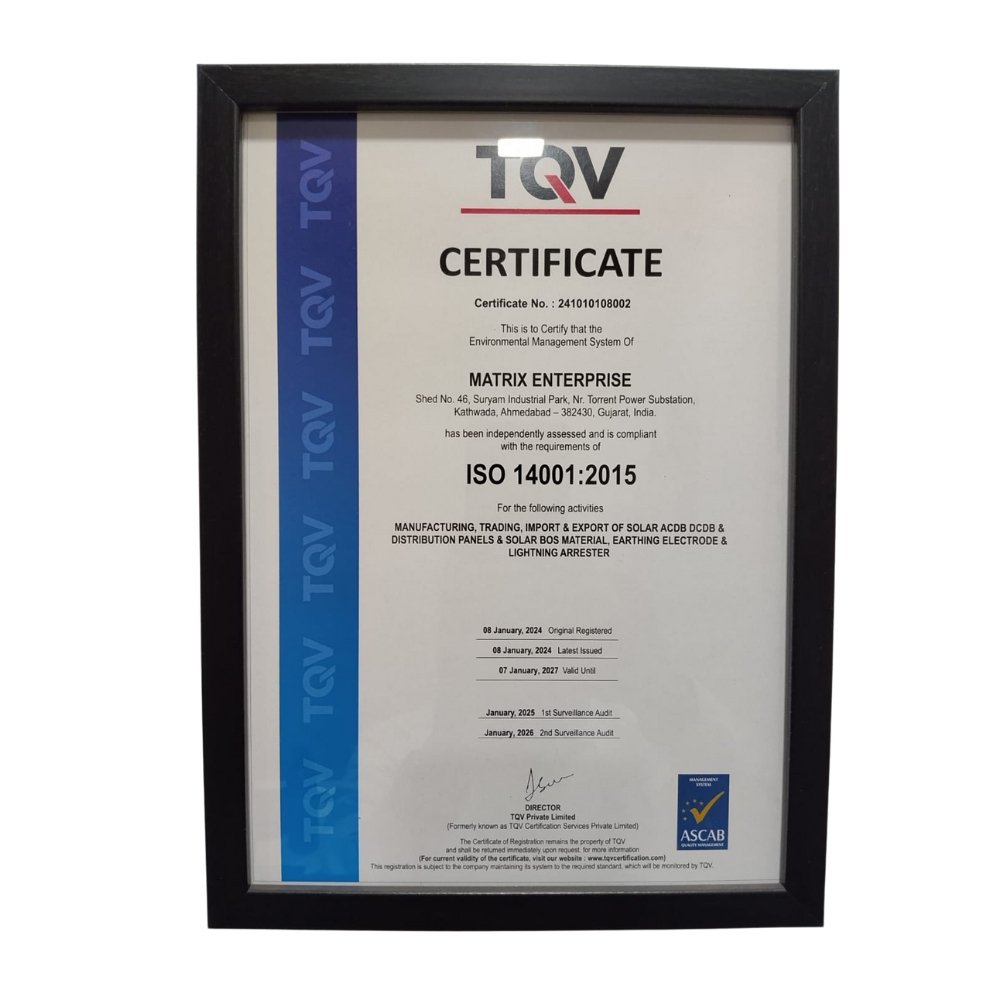 TQV
CERTIFICATE
Certificate No. : 241010108002
This is to Certify that the
Environmental Management System Of
MATRIX ENTERPRISE
Shed No. 46, Suryam Industrial Park, Nr. Torrent Power Substation,
Kathwada, Ahmedabad – 382430, Gujarat, India.
has been independently assessed and is compliant
with the requirements of
ISO 14001:2015
For the following activities
MANUFACTURING, TRADING, IMPORT & EXPORT OF SOLAR ACDB DCDB &
DISTRIBUTION PANELS & SOLAR BOS MATERIAL, EARTHING ELECTRODE &
LIGHTNING ARRESTER
08 January, 2024 Original Registered
08 January, 2024 Latest Issued
07 January, 2027 Valid Until
January, 2025 1st Surveillance Audit
January, 2026 2nd Surveillance Audit
DIRECTOR
TQV Private Limited
(Formerly known as TQV Certification Services Private Limited)
The Certificate of Registration remains the property of TQV
and shall be returned immediately upon request. for more information
(For current validity of the certificate, visit our website : www.tqvcertification.com)
This registration is subject to the company maintaining its system to the required standard, which will be monitored by TQV.
MANAGEMENT
SYSTEM
ASCAB
QUALITY MANAGEMENT
TQV
TQV
TQV
TQV
TQV
TQV